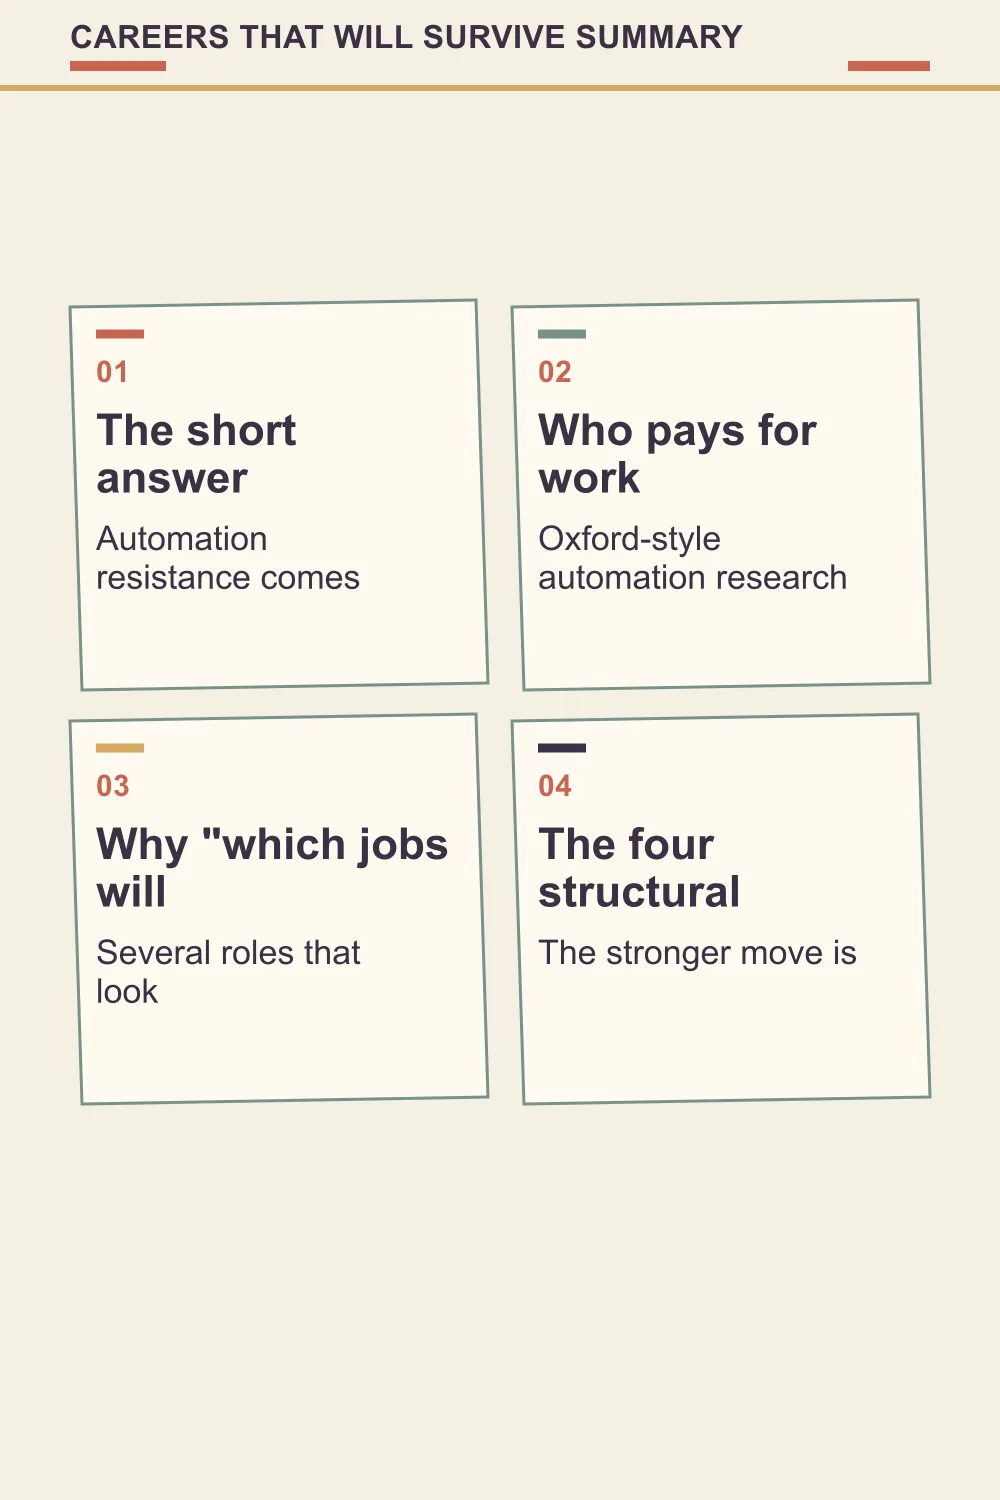 CAREERS THAT WILL SURVIVE SUMMARY
01
The short
answer
Automation
resistance comes
02
Who pays for
work
Oxford-style
automation research
03
Why "which jobs
will
Several roles that
look
04
The four
structural
The stronger move is